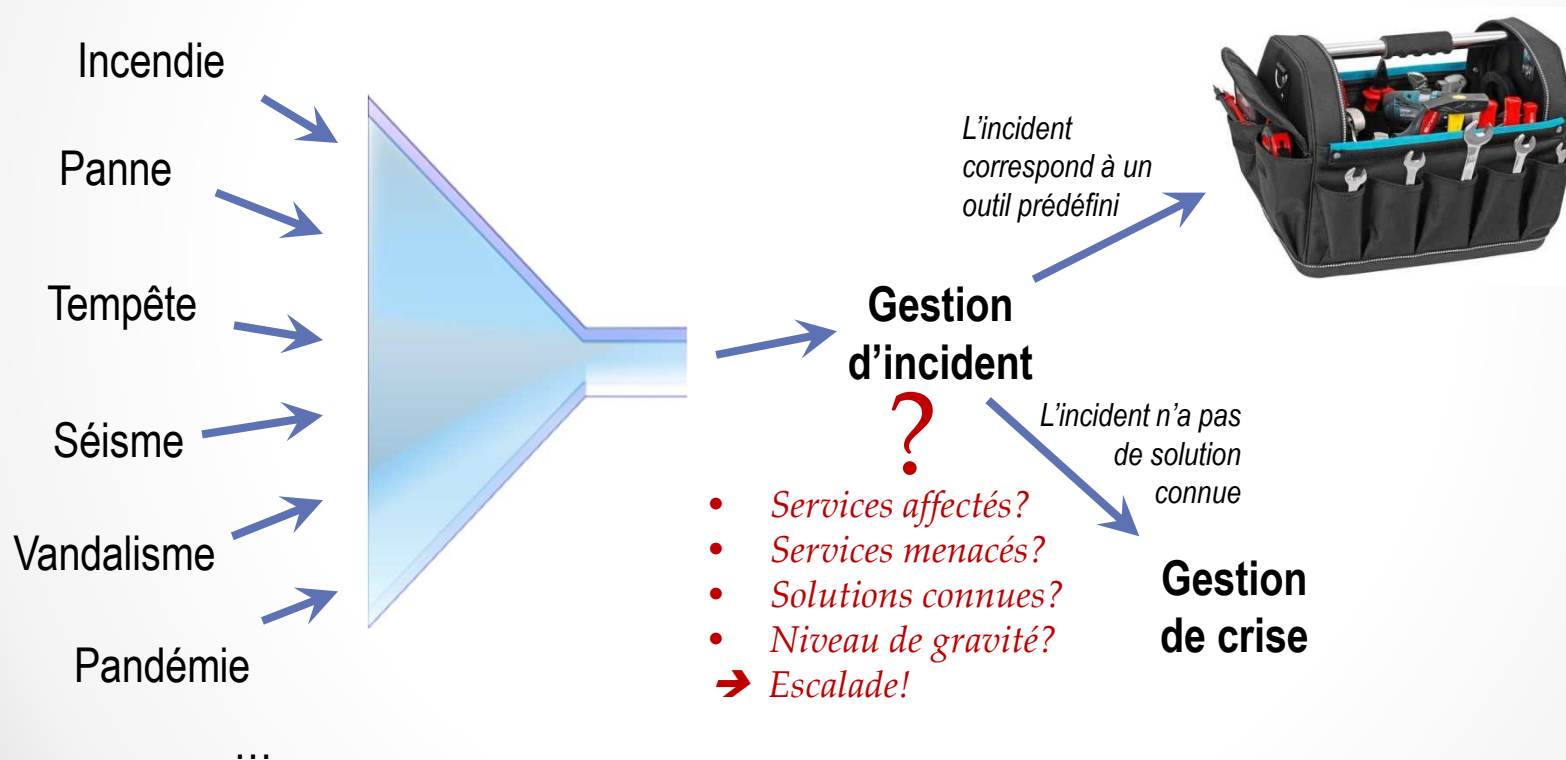 Incendie
Panne
Tempête
Séisme
Vandalisme
Pandémie
...
Gestion
d’incident
?
• Services affectés?
• Services menacés?
• Solutions connues?
• Niveau de gravité?
➔ Escalade!
L’incident
correspond à un
outil prédéfini
L’incident n’a pas
de solution
connue
Gestion
de crise